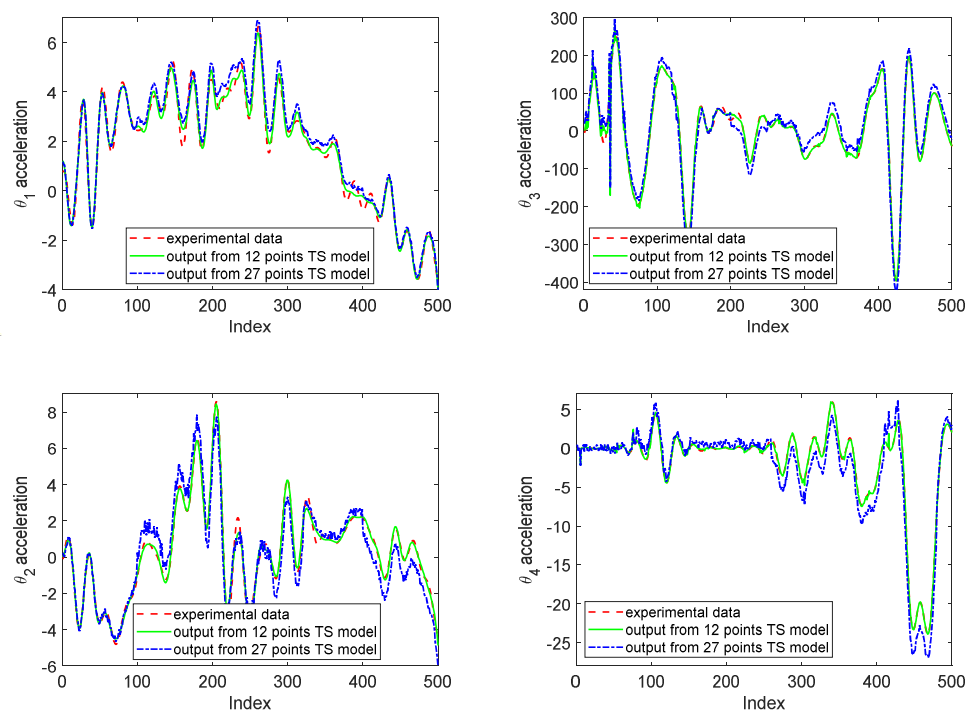 6
4
2
0
-2
-4
θ1 acceleration
experimental data
output from 12 points TS model
output from 27 points TS model
0 100 200 300 400 500
Index
300
200
100
0
-100
-200
-300
-400
θ3 acceleration
experimental data
output from 12 points TS model
output from 27 points TS model
0 100 200 300 400 500
Index
8
6
4
2
0
-2
-4
-6
θ2 acceleration
experimental data
output from 12 points TS model
output from 27 points TS model
0 100 200 300 400 500
Index
5
0
-5
-10
-15
-20
-25
θ4 acceleration
experimental data
output from 12 points TS model
output from 27 points TS model
0 100 200 300 400 500
Index